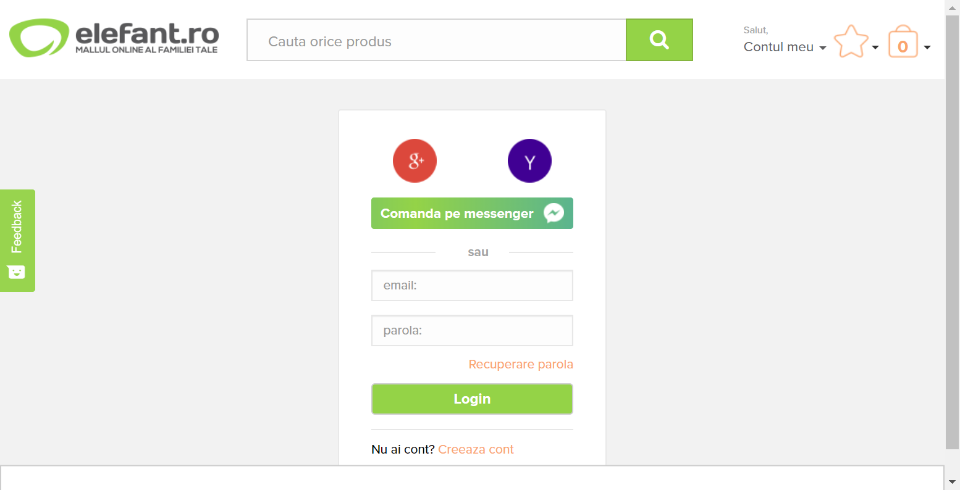 elefant.ro
MALLUL ONLINE AL FAMILIEI TALE
Cauta orice produs
Salut,
Contul meu
0
8+
Y
Comanda pe messenger
Feedback
sau
email:
parola:
Recuperare parola
Login
Nu ai cont? Creeaza cont